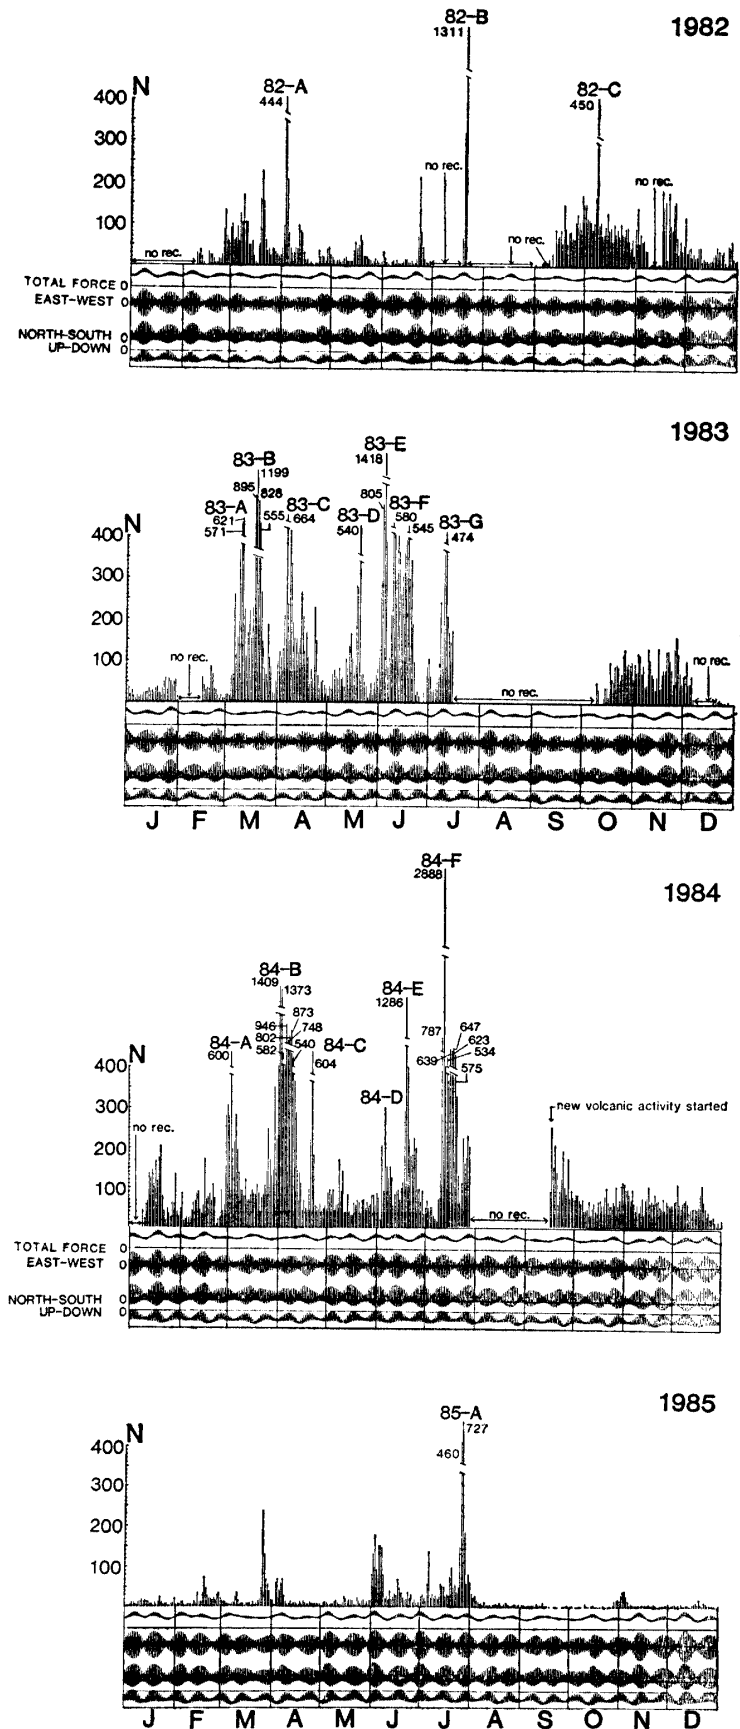 1982
82-B
1311
N
82-A
444
82-C
450
400
300
200
100
no rec.
no rec.
no rec.
no rec.
TOTAL FORCE 0
EAST-WEST 0
NORTH-SOUTH 0
UP-DOWN 0
1983
83-E
1418
83-B
1199
895 828
805
83-A
621
571
555
83-C
664
83-D
540
83-F
580
545
83-G
474
N
400
300
200
100
no rec.
no rec.
no rec.
J F M A M J J A S O N D
84-F
2888
1984
84-B
1409 1373
84-E
1286
946
802
582
873
748
540
787
639
647
623
534
575
84-A
600
84-C
604
84-D
N
400
300
200
100
no rec.
new volcanic activity started
no rec.
TOTAL FORCE 0
EAST-WEST 0
NORTH-SOUTH 0
UP-DOWN 0
1985
85-A
727
460
N
400
300
200
100
J F M A M J J A S O N D